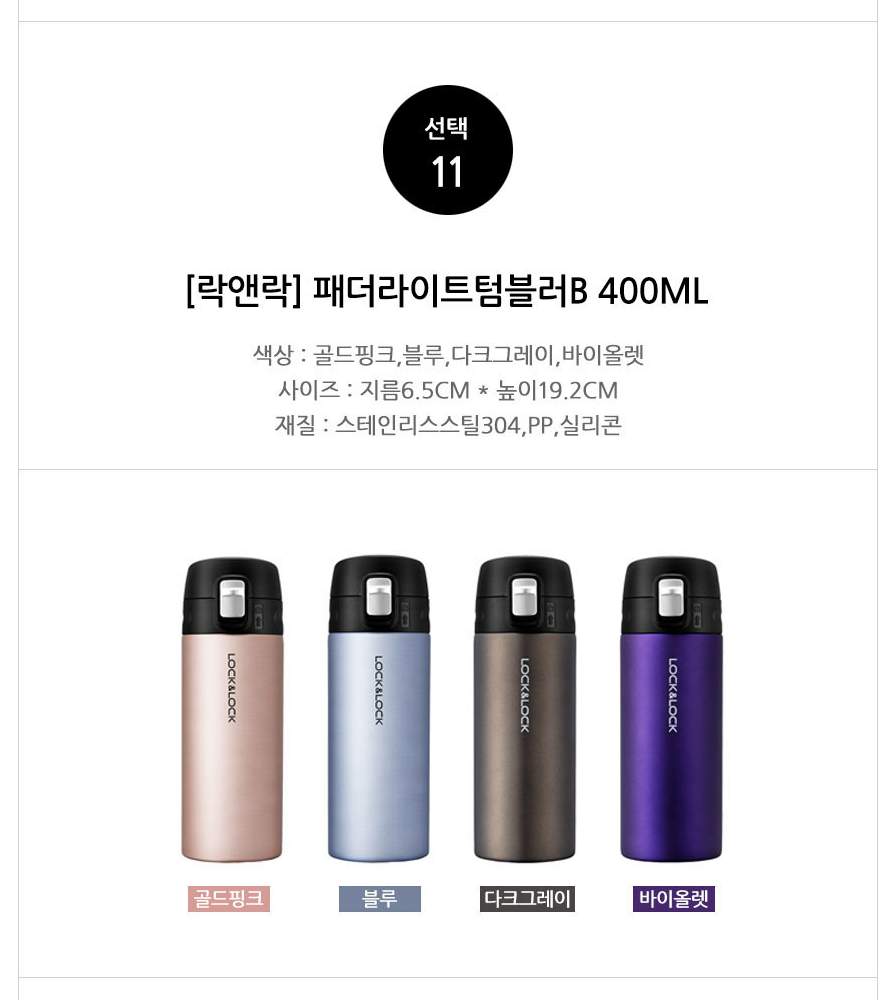 선택
11
[락앤락] 패더라이트텀블러B 400ML
색상 : 골드핑크,블루,다크그레이,바이올렛
사이즈 : 지름6.5CM * 높이19.2CM
재질 : 스테인리스스틸304,PP,실리콘
LOCK&LOCK
LOCK&LOCK
LOCK&LOCK
LOCK&LOCK
골드핑크
블루
다크그레이
바이올렛